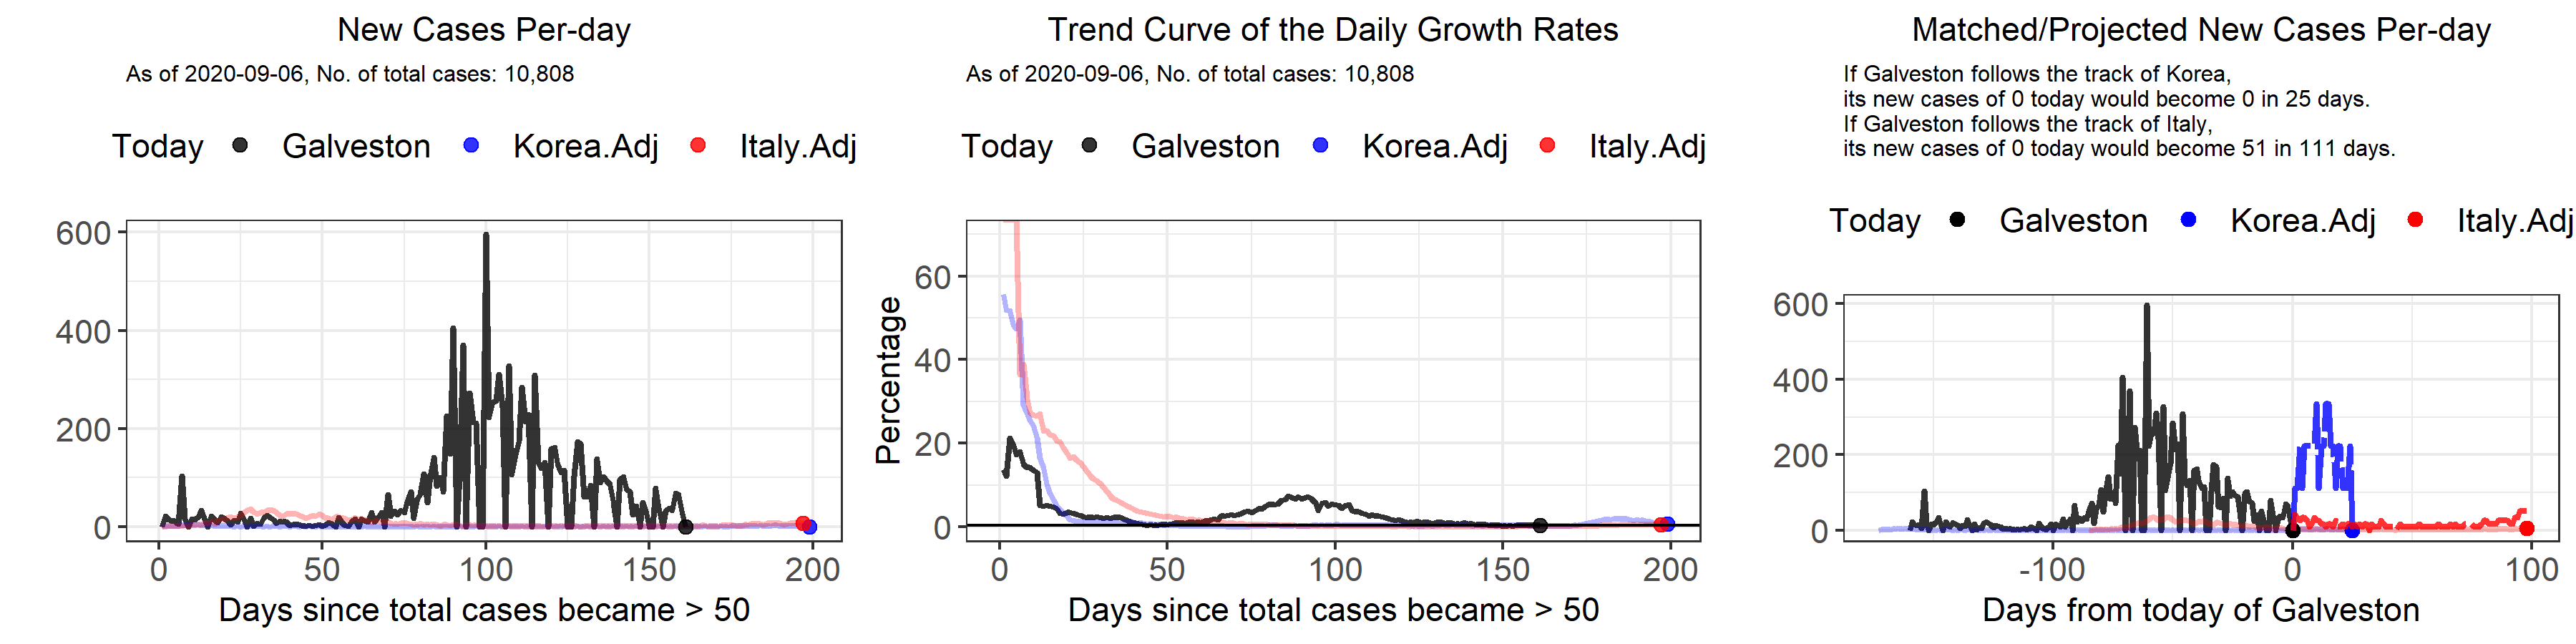 New Cases Per-day
As of 2020-09-06, No. of total cases: 10,808
Today Galveston Korea.Adj Italy.Adj
600
400
200
0
0 50 100 150 200
Days since total cases became > 50
Trend Curve of the Daily Growth Rates
As of 2020-09-06, No. of total cases: 10,808
Today Galveston Korea.Adj Italy.Adj
Percentage
60
40
20
0
0 50 100 150 200
Days since total cases became > 50
Matched/Projected New Cases Per-day
If Galveston follows the track of Korea,
its new cases of 0 today would become 0 in 25 days.
If Galveston follows the track of Italy,
its new cases of 0 today would become 51 in 111 days.
Today Galveston Korea.Adj Italy.Adj
600
400
200
0
-100 0 100
Days from today of Galveston